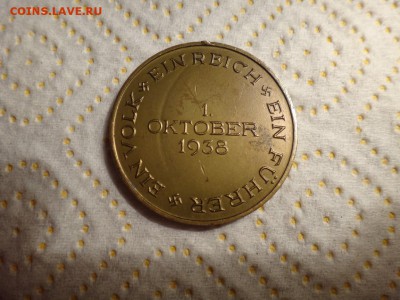 COINS.LAVE.RU
EIN VOLK EIN REICH EIN FÜHRER
1.
OKTOBER
1938